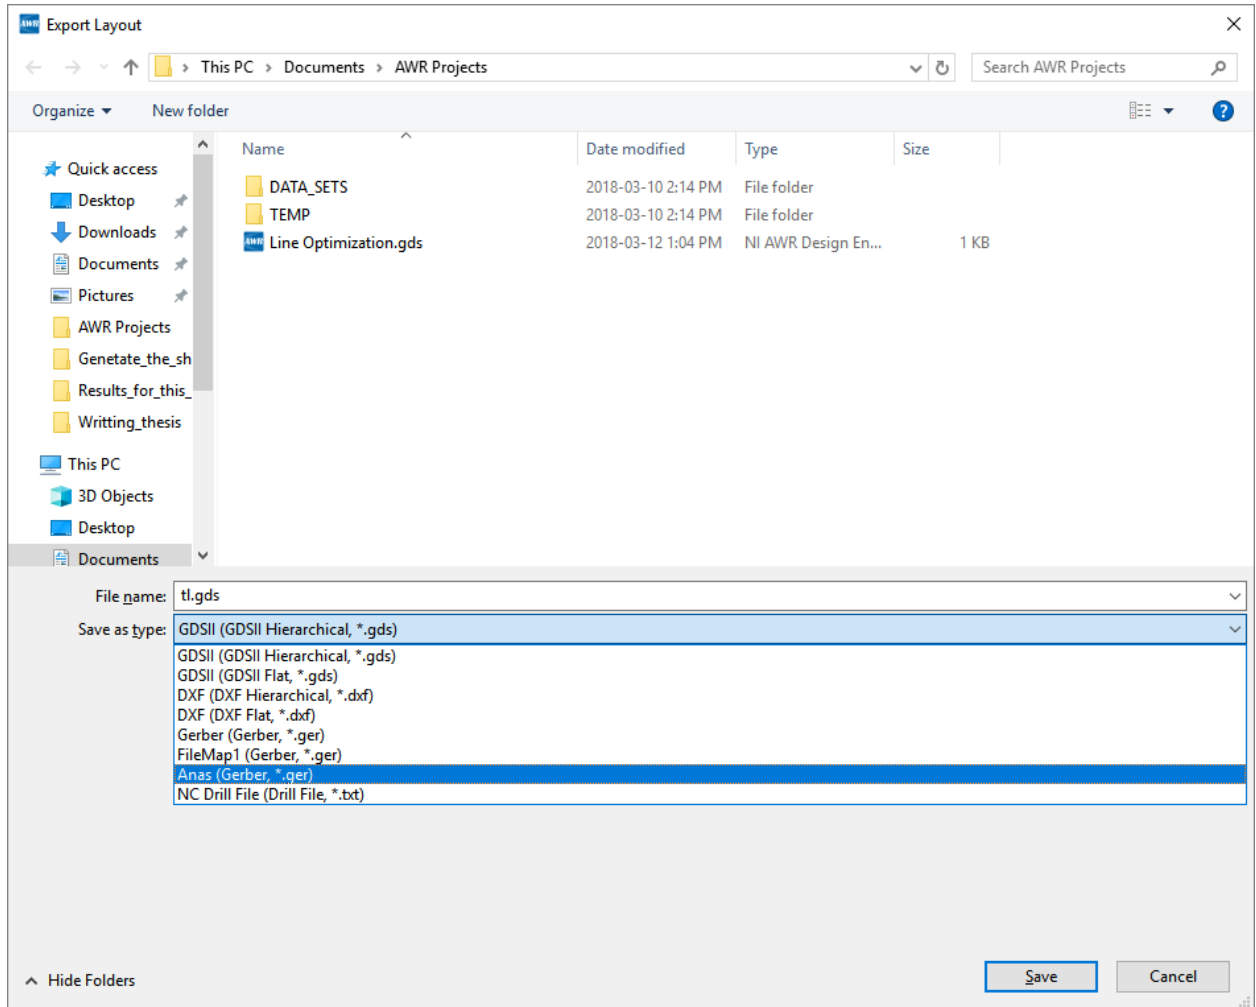 AWR Export Layout
This PC > Documents > AWR Projects
Search AWR Projects
Organize New folder
?
Name Date modified Type Size
Quick access
Desktop
Downloads
Documents
Pictures
AWR Projects
Genetate_the_sh
Results_for_this_
Writting_thesis
This PC
3D Objects
Desktop
Documents
DATA_SETS 2018-03-10 2:14 PM File folder
TEMP 2018-03-10 2:14 PM File folder
AWR Line Optimization.gds 2018-03-12 1:04 PM NI AWR Design En... 1 KB
File name: tl.gds
Save as type: GDSII (GDSII Hierarchical, *.gds)
GDSII (GDSII Hierarchical, *.gds)
GDSII (GDSII Flat, *.gds)
DXF (DXF Hierarchical, *.dxf)
DXF (DXF Flat, *.dxf)
Gerber (Gerber, *.ger)
FileMap1 (Gerber, *.ger)
Anas (Gerber, *.ger)
NC Drill File (Drill File, *.txt)
Hide Folders
Save
Cancel